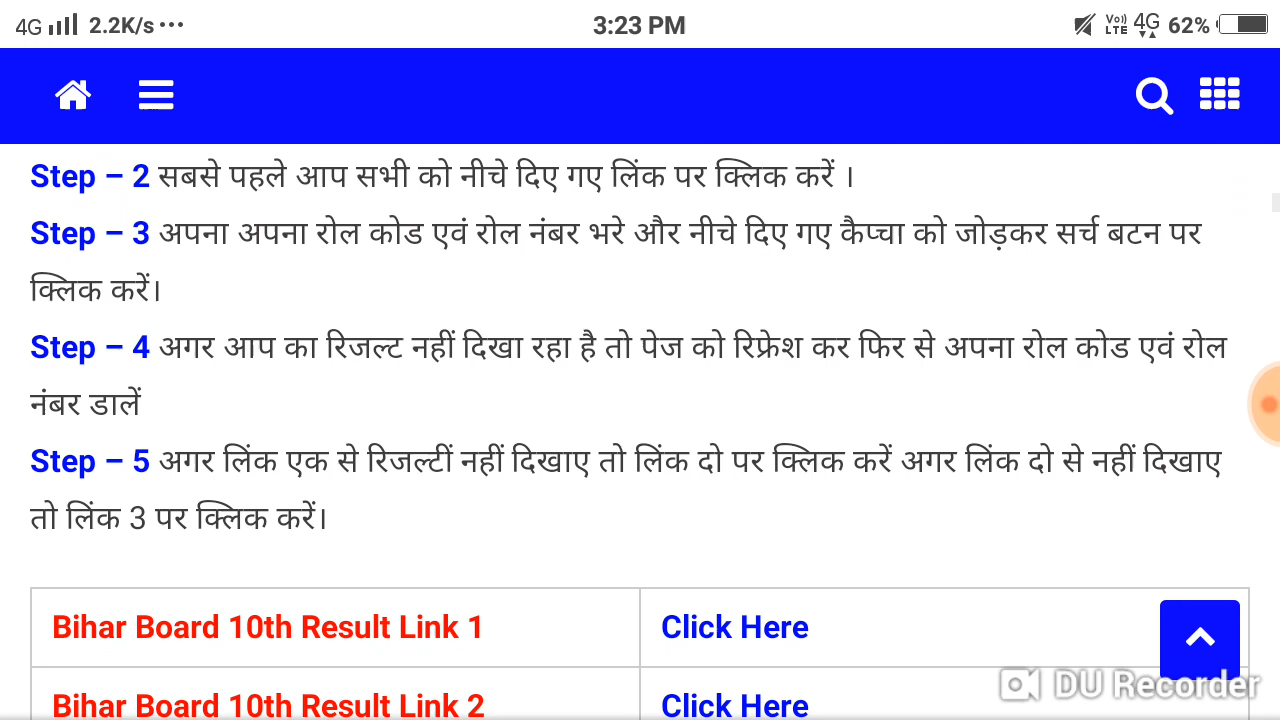 4G 2.2K/s ••• 3:23 PM Vo)) LTE 4G 62%
Step – 2 सबसे पहले आप सभी को नीचे दिए गए लिंक पर क्लिक करें ।
Step – 3 अपना अपना रोल कोड एवं रोल नंबर भरे और नीचे दिए गए कैप्चा को जोड़कर सर्च बटन पर
क्लिक करें।
Step – 4 अगर आप का रिजल्ट नहीं दिखा रहा है तो पेज को रिफ्रेश कर फिर से अपना रोल कोड एवं रोल
नंबर डालें
Step – 5 अगर लिंक एक से रिजल्टीं नहीं दिखाए तो लिंक दो पर क्लिक करें अगर लिंक दो से नहीं दिखाए
तो लिंक 3 पर क्लिक करें।
Bihar Board 10th Result Link 1 Click Here
DU Recorder
Bihar Board 10th Result Link 2 Click Here